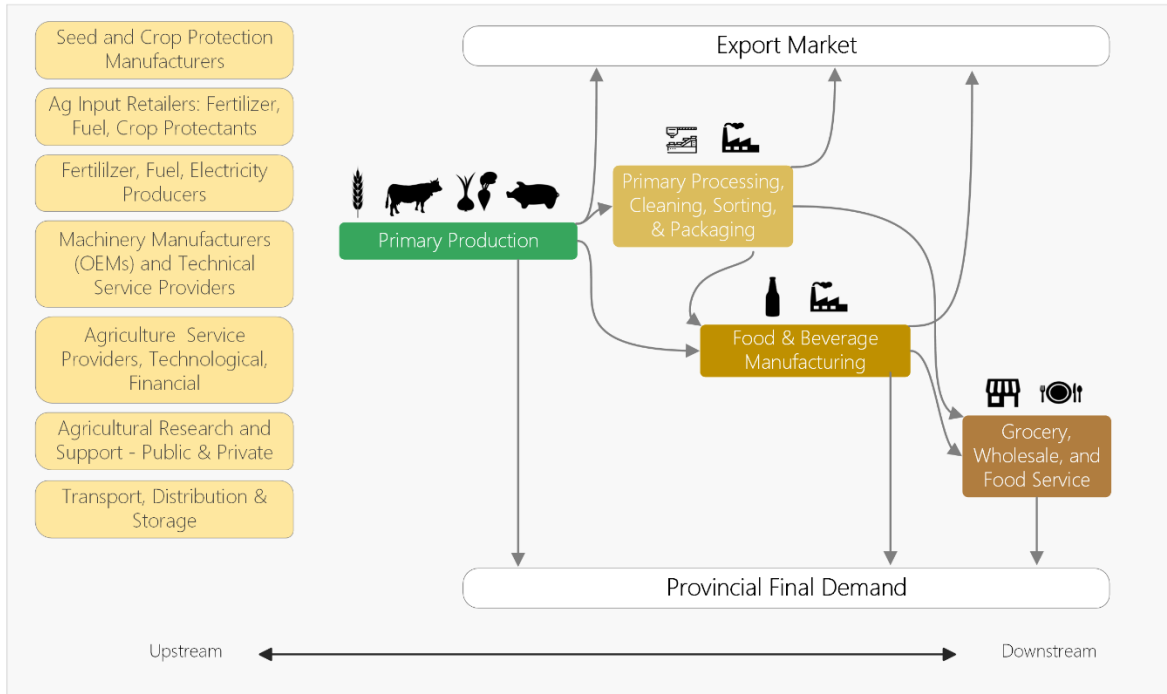 Seed and Crop Protection
Manufacturers
Ag Input Retailers: Fertilizer,
Fuel, Crop Protectants
Fertililzer, Fuel, Electricity
Producers
Machinery Manufacturers
(OEMs) and Technical
Service Providers
Agriculture Service
Providers, Technological,
Financial
Agricultural Research and
Support - Public & Private
Transport, Distribution &
Storage
Export Market
Primary Production
Primary Processing,
Cleaning, Sorting,
& Packaging
Food & Beverage
Manufacturing
Grocery,
Wholesale, and
Food Service
Provincial Final Demand
Upstream
Downstream